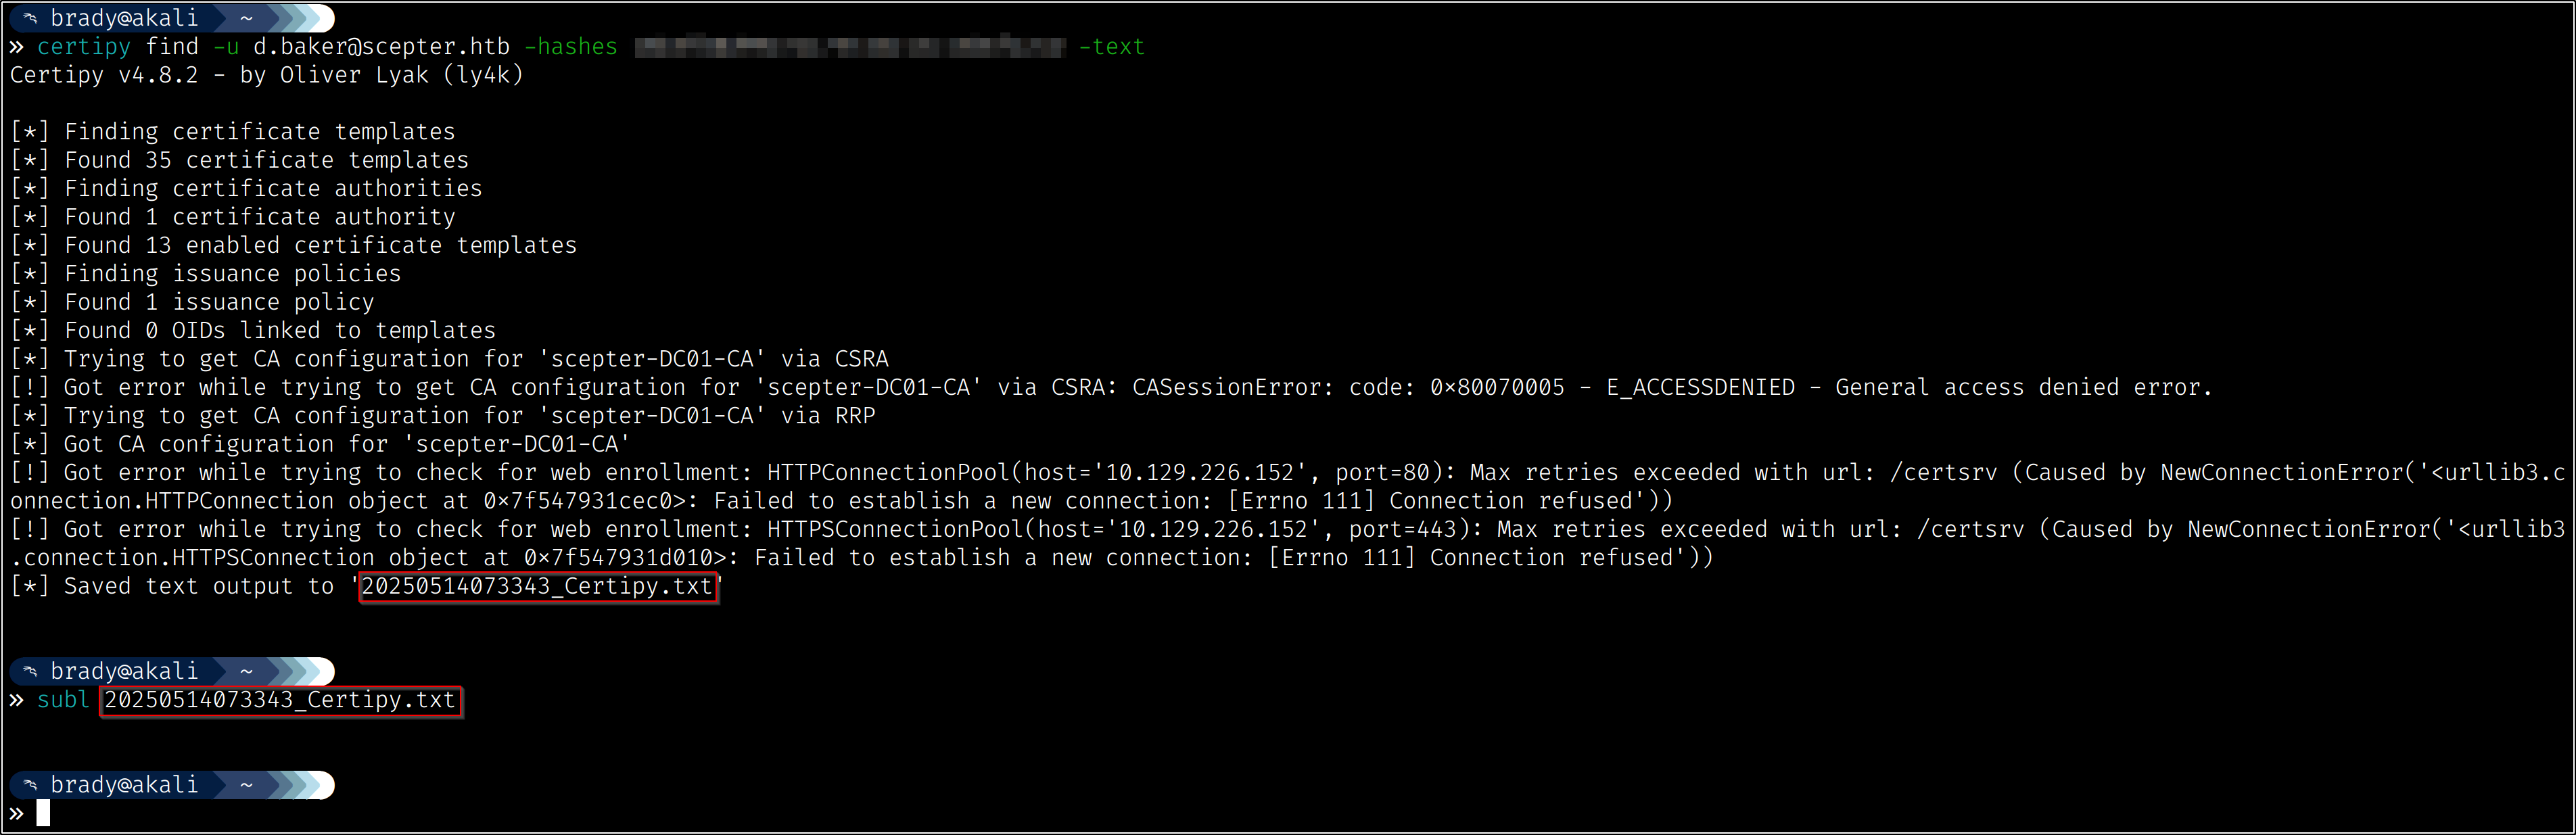 brady@akali ~
» certipy find -u d.baker@scepter.htb -hashes -text
Certipy v4.8.2 - by Oliver Lyak (ly4k)
[*] Finding certificate templates
[*] Found 35 certificate templates
[*] Finding certificate authorities
[*] Found 1 certificate authority
[*] Found 13 enabled certificate templates
[*] Finding issuance policies
[*] Found 1 issuance policy
[*] Found 0 OIDs linked to templates
[*] Trying to get CA configuration for 'scepter-DC01-CA' via CSRA
[!] Got error while trying to get CA configuration for 'scepter-DC01-CA' via CSRA: CASessionError: code: 0×80070005 - E_ACCESSDENIED - General access denied error.
[*] Trying to get CA configuration for 'scepter-DC01-CA' via RRP
[*] Got CA configuration for 'scepter-DC01-CA'
[!] Got error while trying to check for web enrollment: HTTPConnectionPool(host='10.129.226.152', port=80): Max retries exceeded with url: /certsrv (Caused by NewConnectionError('<urllib3.c
onnection.HTTPConnection object at 0×7f547931cec0>: Failed to establish a new connection: [Errno 111] Connection refused'))
[!] Got error while trying to check for web enrollment: HTTPSConnectionPool(host='10.129.226.152', port=443): Max retries exceeded with url: /certsrv (Caused by NewConnectionError('<urllib3
.connection.HTTPSConnection object at 0×7f547931d010>: Failed to establish a new connection: [Errno 111] Connection refused'))
[*] Saved text output to '20250514073343_Certipy.txt'
brady@akali ~
» subl 20250514073343_Certipy.txt
brady@akali ~
»